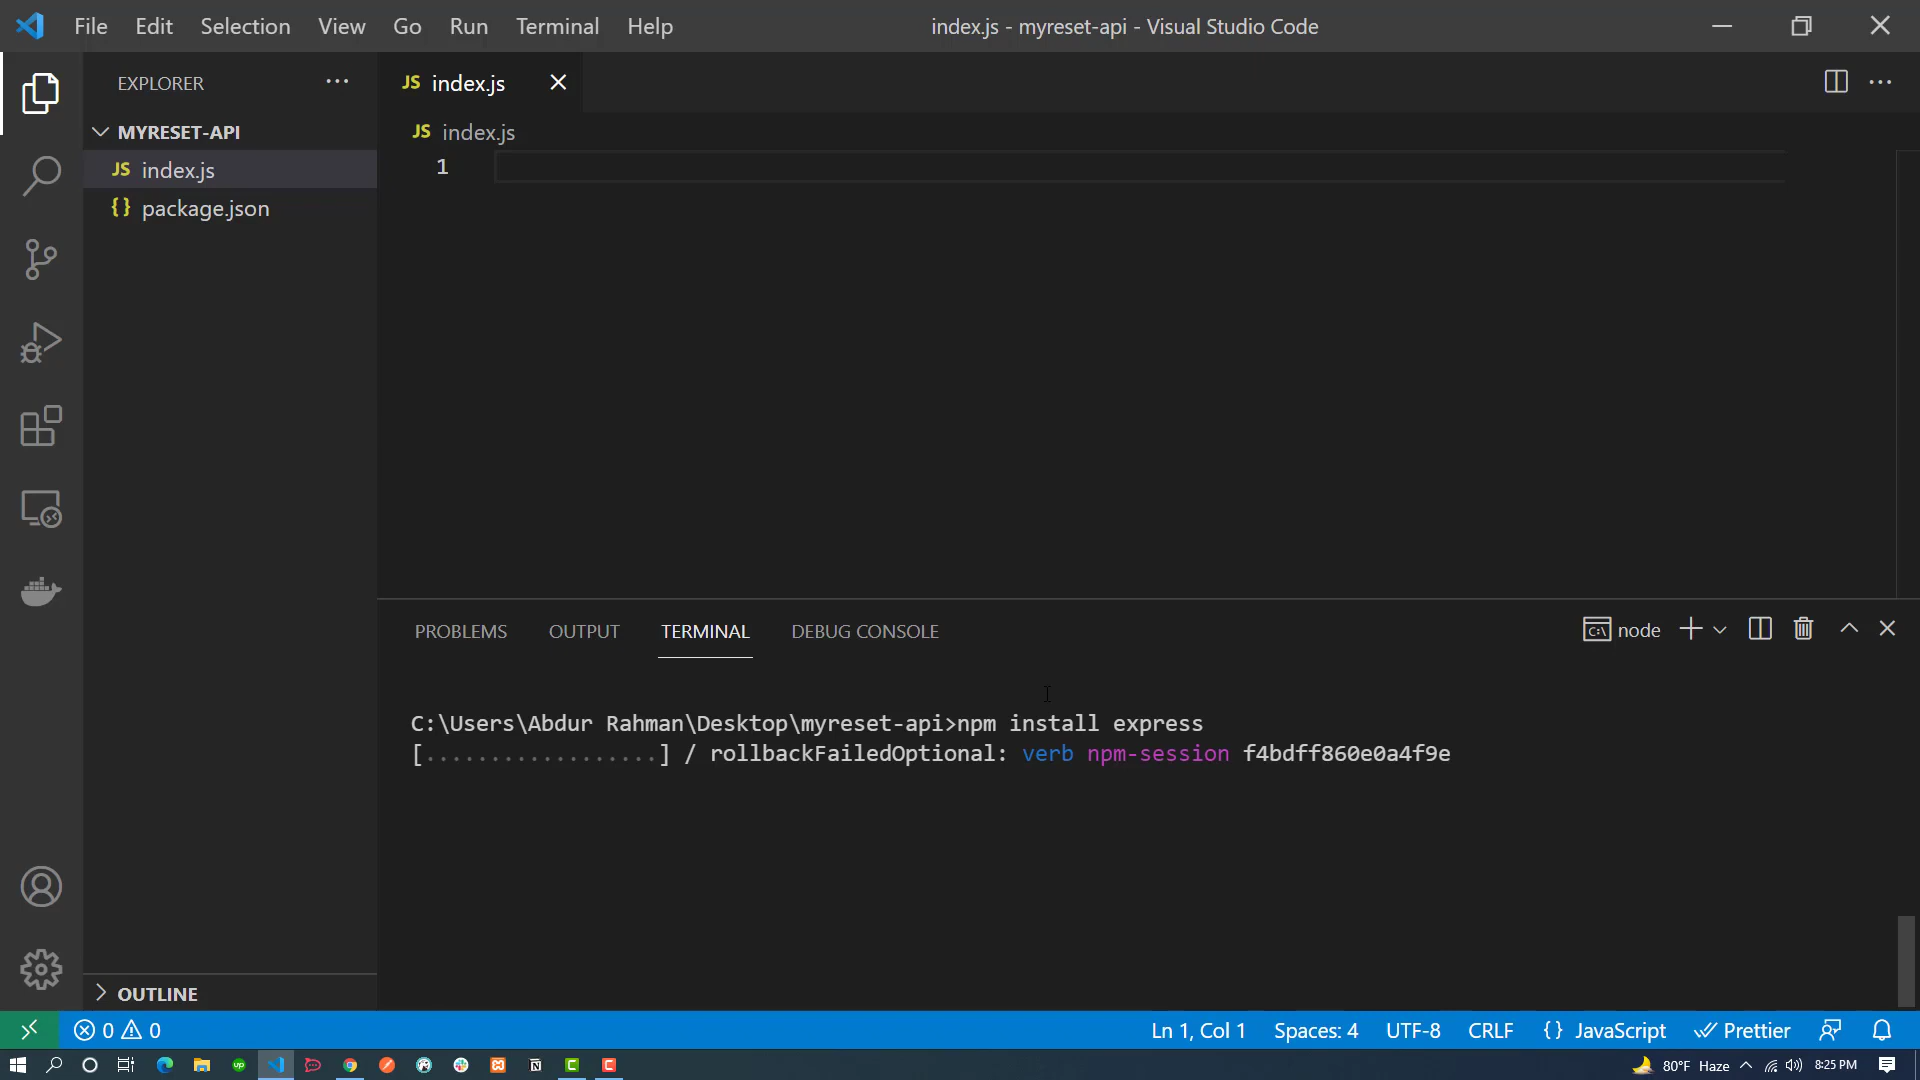 File Edit Selection View Go Run Terminal Help
index.js - myreset-api - Visual Studio Code
EXPLORER
JS index.js
MYRESET-API
JS index.js
JS index.js
{} package.json
1
PROBLEMS OUTPUT TERMINAL DEBUG CONSOLE
node
C:\Users\Abdur Rahman\Desktop\myreset-api>npm install express
[..................] / rollbackFailedOptional: verb npm-session f4bdff860e0a4f9e
OUTLINE
0 0
Ln 1, Col 1 Spaces: 4 UTF-8 CRLF {} JavaScript Prettier
80°F Haze 8:25 PM